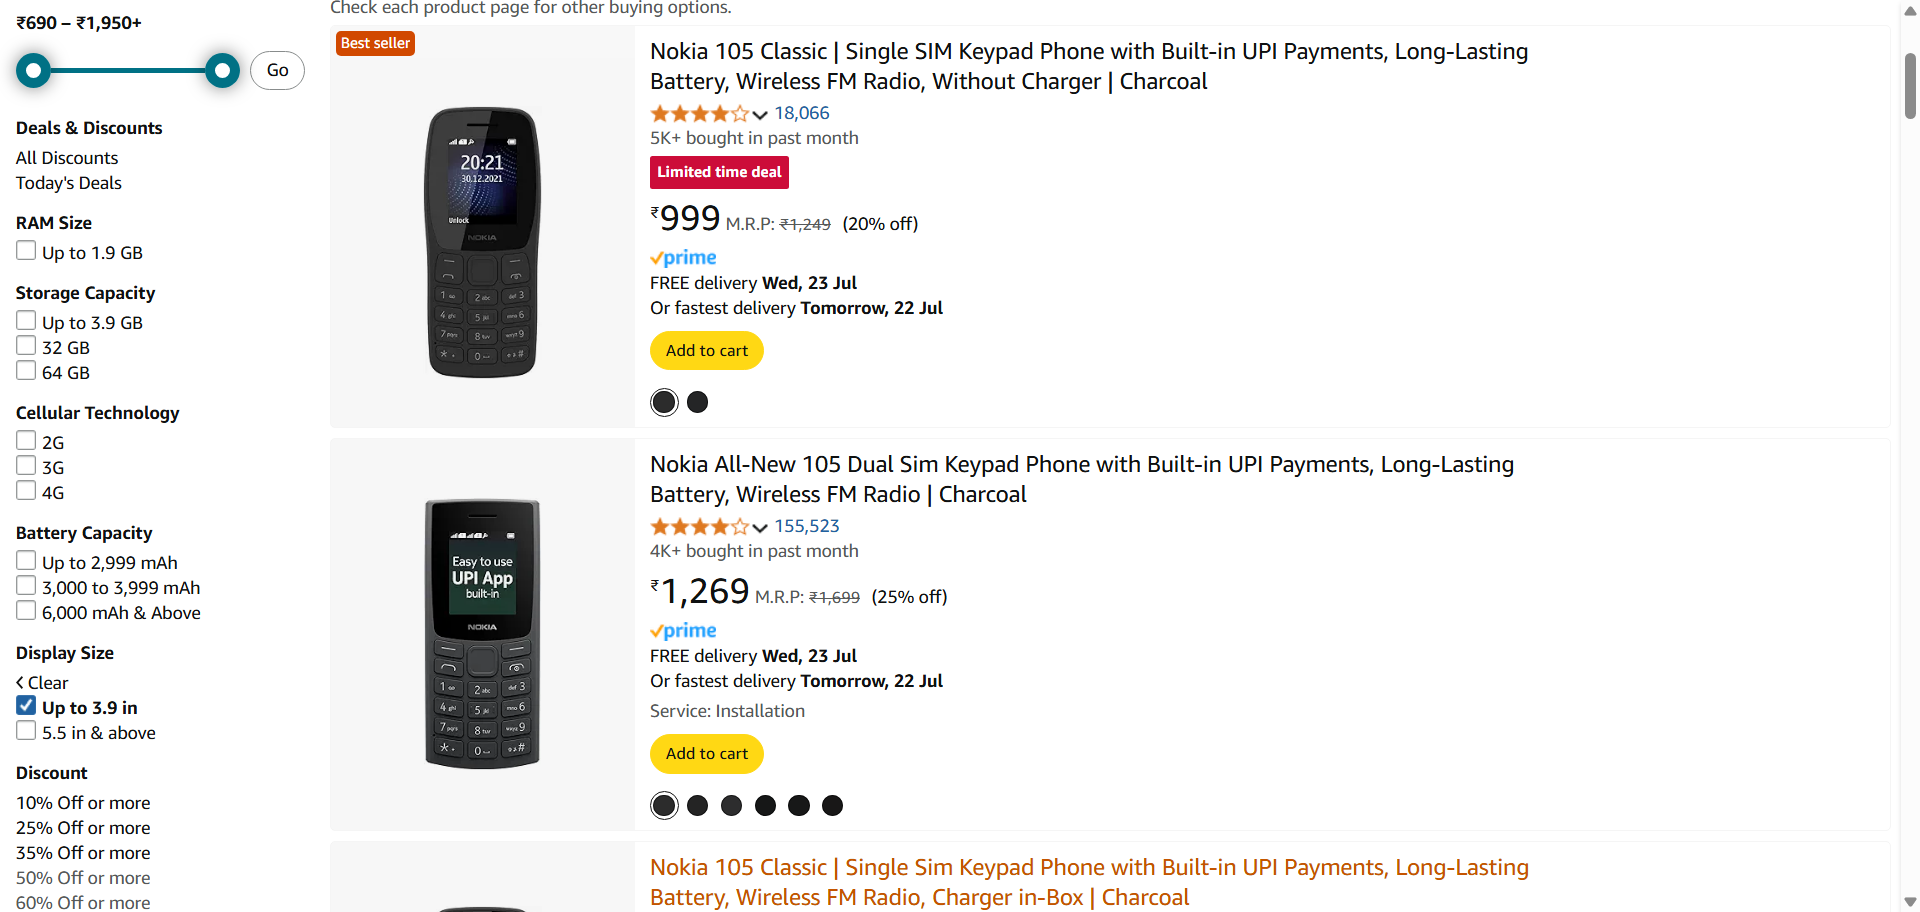 ₹690 – ₹1,950+
Go
Deals & Discounts
All Discounts
Today's Deals
RAM Size
Up to 1.9 GB
Storage Capacity
Up to 3.9 GB
32 GB
64 GB
Cellular Technology
2G
3G
4G
Battery Capacity
Up to 2,999 mAh
3,000 to 3,999 mAh
6,000 mAh & Above
Display Size
Clear
Up to 3.9 in
5.5 in & above
Discount
10% Off or more
25% Off or more
35% Off or more
50% Off or more
60% Off or more
Check each product page for other buying options.
Best seller
20:21
30.12.2021
Unlock
NOKIA
Nokia 105 Classic | Single SIM Keypad Phone with Built-in UPI Payments, Long-Lasting
Battery, Wireless FM Radio, Without Charger | Charcoal
18,066
5K+ bought in past month
Limited time deal
₹999 M.R.P: ₹1,249 (20% off)
prime
FREE delivery Wed, 23 Jul
Or fastest delivery Tomorrow, 22 Jul
Add to cart
Easy to use
UPI App
built-in
NOKIA
Nokia All-New 105 Dual Sim Keypad Phone with Built-in UPI Payments, Long-Lasting
Battery, Wireless FM Radio | Charcoal
155,523
4K+ bought in past month
₹1,269 M.R.P: ₹1,699 (25% off)
prime
FREE delivery Wed, 23 Jul
Or fastest delivery Tomorrow, 22 Jul
Service: Installation
Add to cart
Nokia 105 Classic | Single Sim Keypad Phone with Built-in UPI Payments, Long-Lasting
Battery, Wireless FM Radio, Charger in-Box | Charcoal